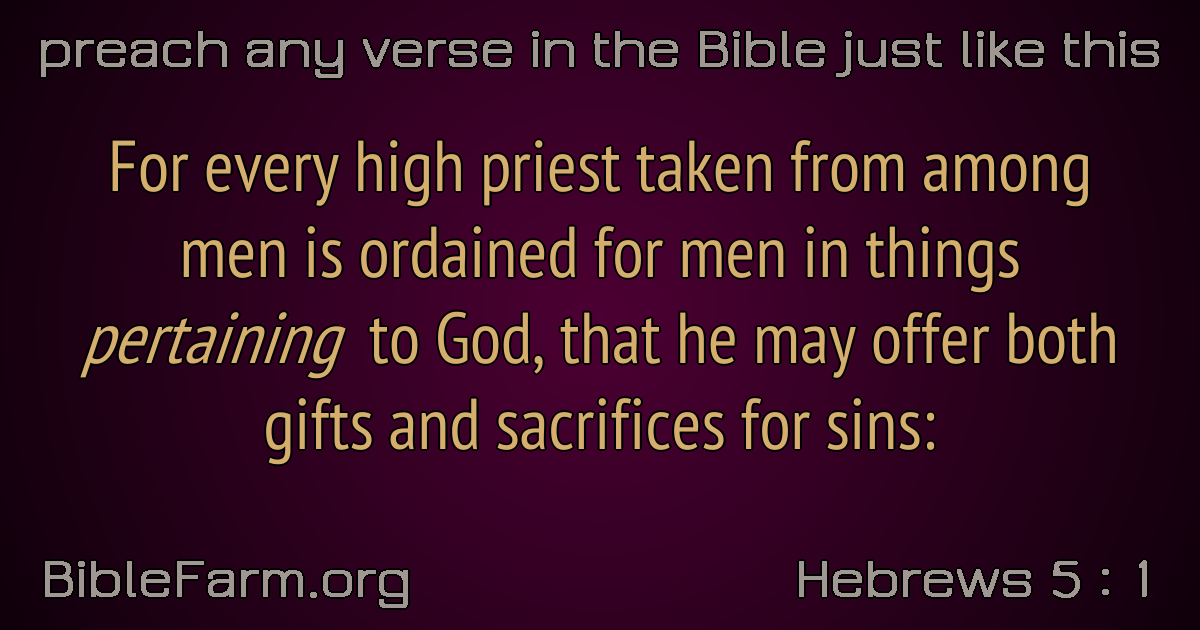 preach any verse in the Bible just like this
For every high priest taken from among
men is ordained for men in things
pertaining to God, that he may offer both
gifts and sacrifices for sins:
BibleFarm.org
Hebrews 5 : 1